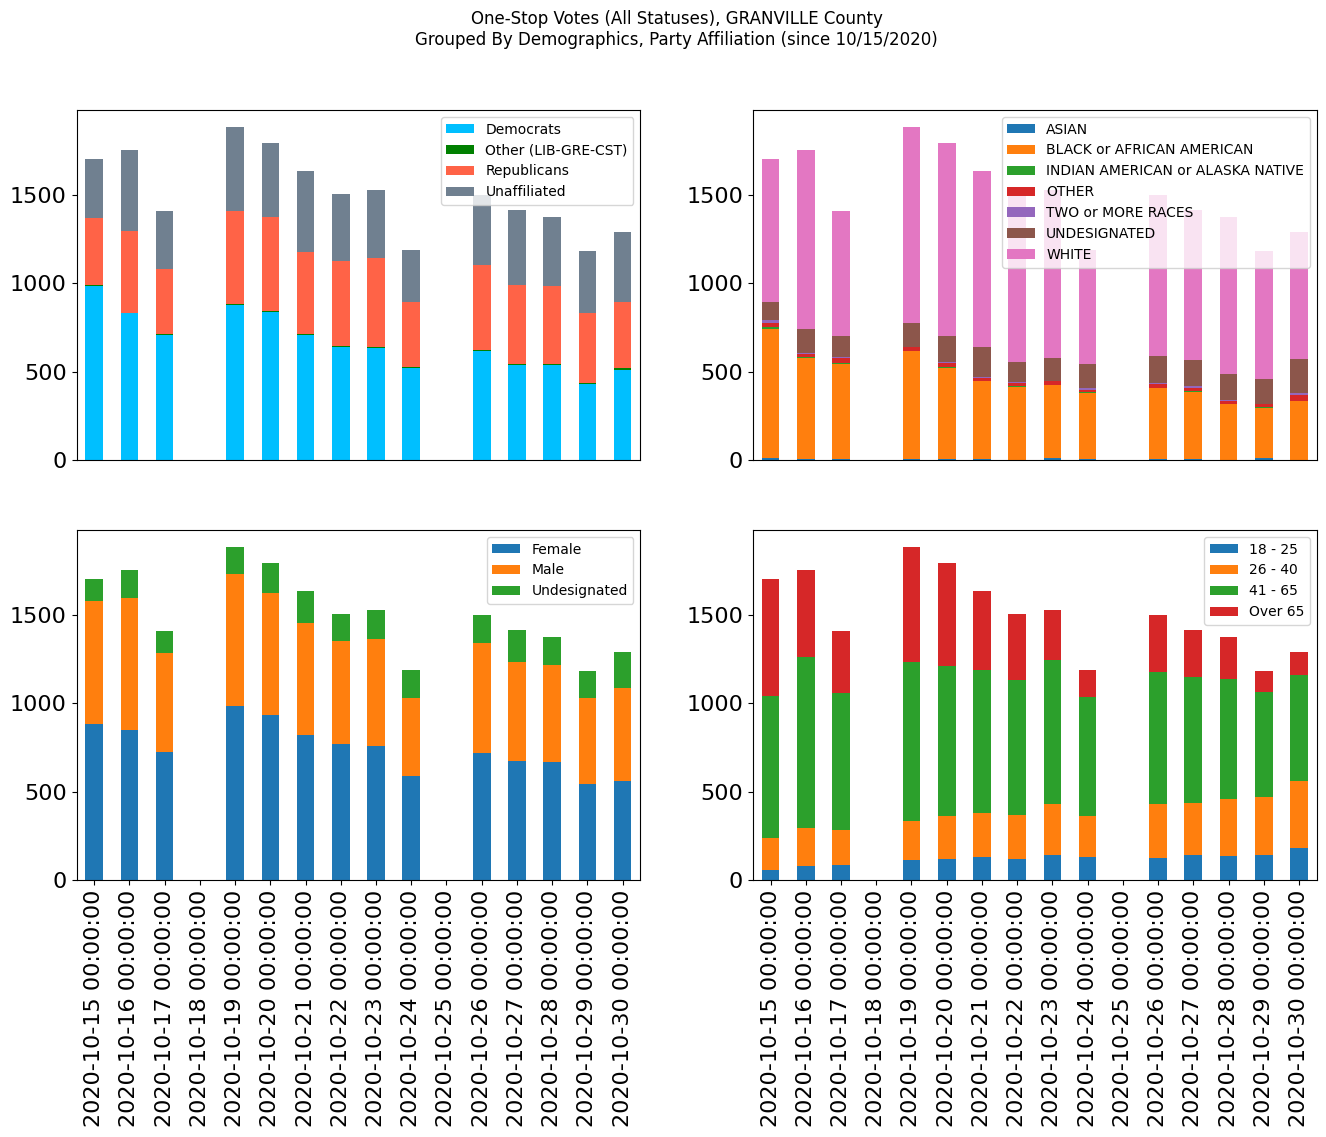 One-Stop Votes (All Statuses), GRANVILLE County
Grouped By Demographics, Party Affiliation (since 10/15/2020)
1500
1000
500
0
Democrats
Other (LIB-GRE-CST)
Republicans
Unaffiliated
1500
1000
500
0
ASIAN
BLACK or AFRICAN AMERICAN
INDIAN AMERICAN or ALASKA NATIVE
OTHER
TWO or MORE RACES
UNDESIGNATED
WHITE
1500
1000
500
0
Female
Male
Undesignated
2020-10-15 00:00:00
2020-10-16 00:00:00
2020-10-17 00:00:00
2020-10-18 00:00:00
2020-10-19 00:00:00
2020-10-20 00:00:00
2020-10-21 00:00:00
2020-10-22 00:00:00
2020-10-23 00:00:00
2020-10-24 00:00:00
2020-10-25 00:00:00
2020-10-26 00:00:00
2020-10-27 00:00:00
2020-10-28 00:00:00
2020-10-29 00:00:00
2020-10-30 00:00:00
1500
1000
500
0
18 - 25
26 - 40
41 - 65
Over 65
2020-10-15 00:00:00
2020-10-16 00:00:00
2020-10-17 00:00:00
2020-10-18 00:00:00
2020-10-19 00:00:00
2020-10-20 00:00:00
2020-10-21 00:00:00
2020-10-22 00:00:00
2020-10-23 00:00:00
2020-10-24 00:00:00
2020-10-25 00:00:00
2020-10-26 00:00:00
2020-10-27 00:00:00
2020-10-28 00:00:00
2020-10-29 00:00:00
2020-10-30 00:00:00